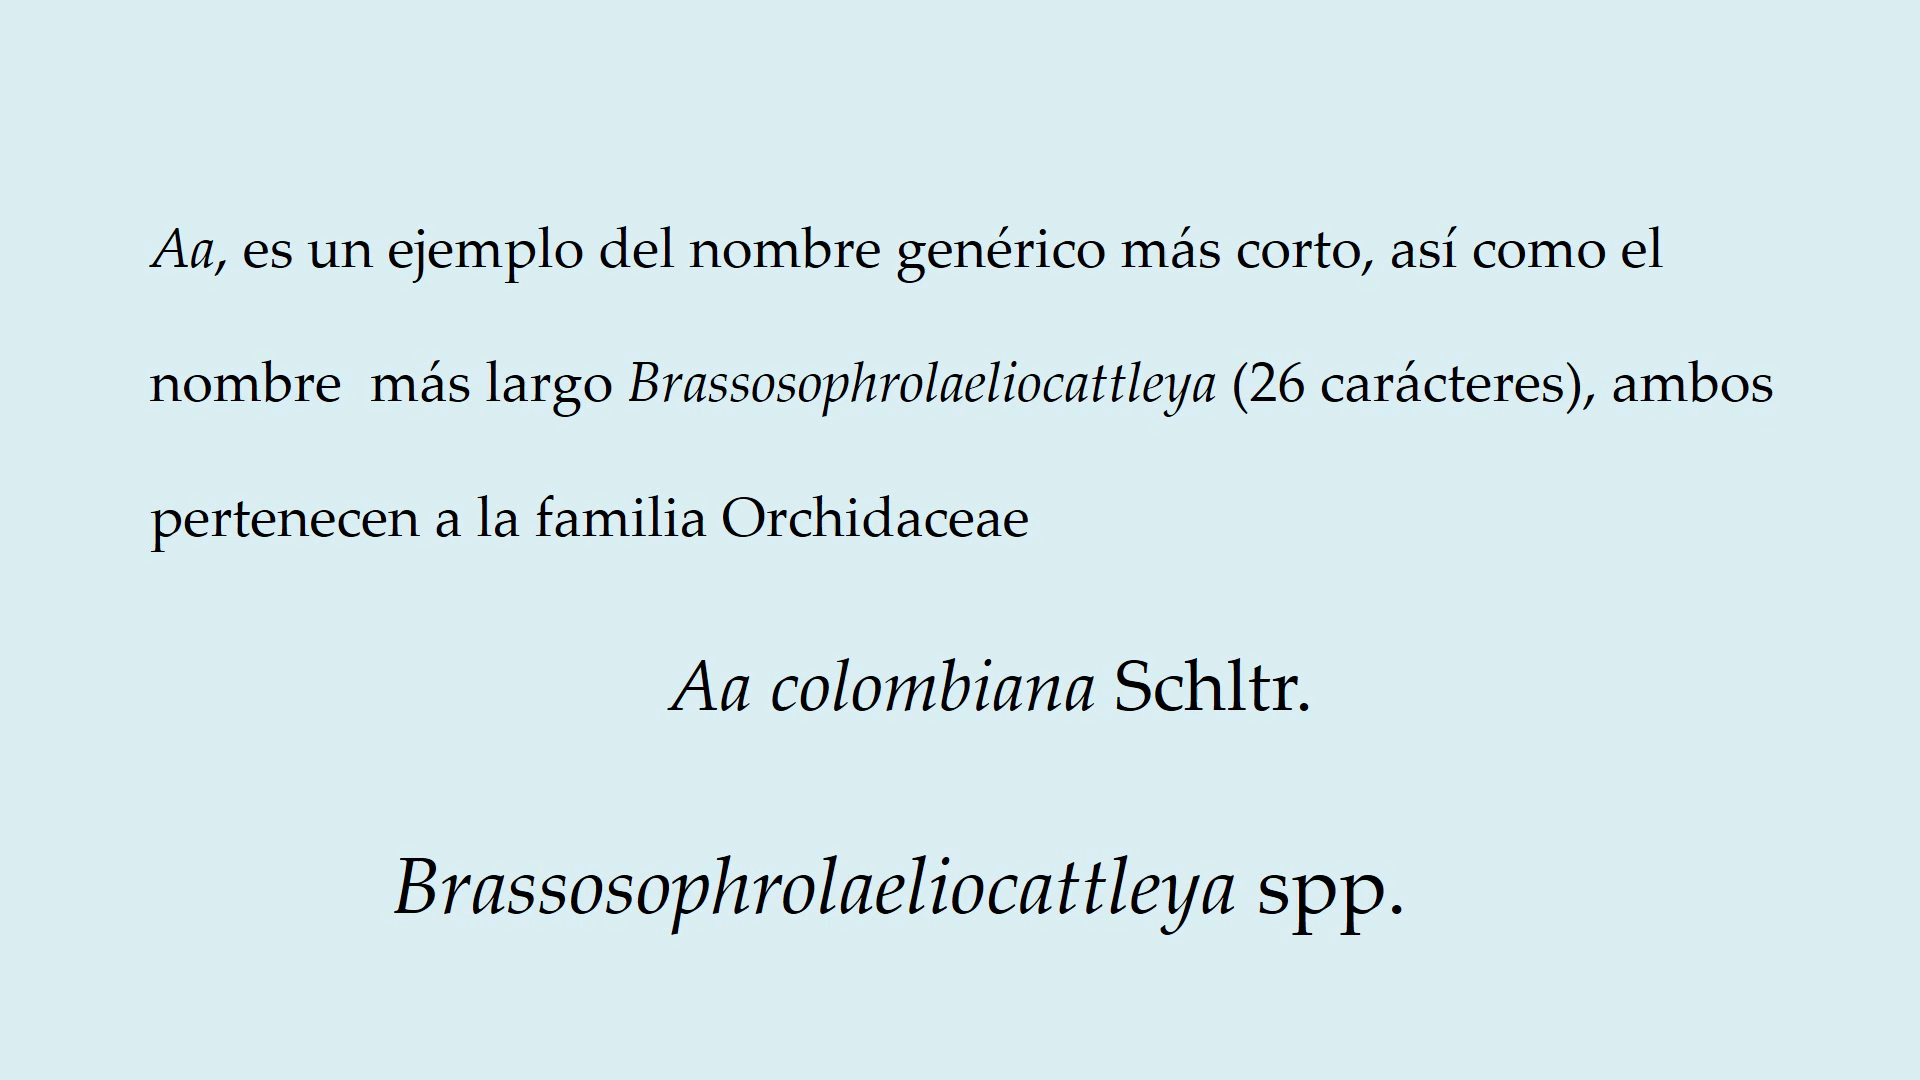 Aa, es un ejemplo del nombre genérico más corto, así como el
nombre  más largo Brassosophrolaeliocattleya (26 carácteres), ambos
pertenecen a la familia Orchidaceae
Aa colombiana Schltr.
Brassosophrolaeliocattleya spp.